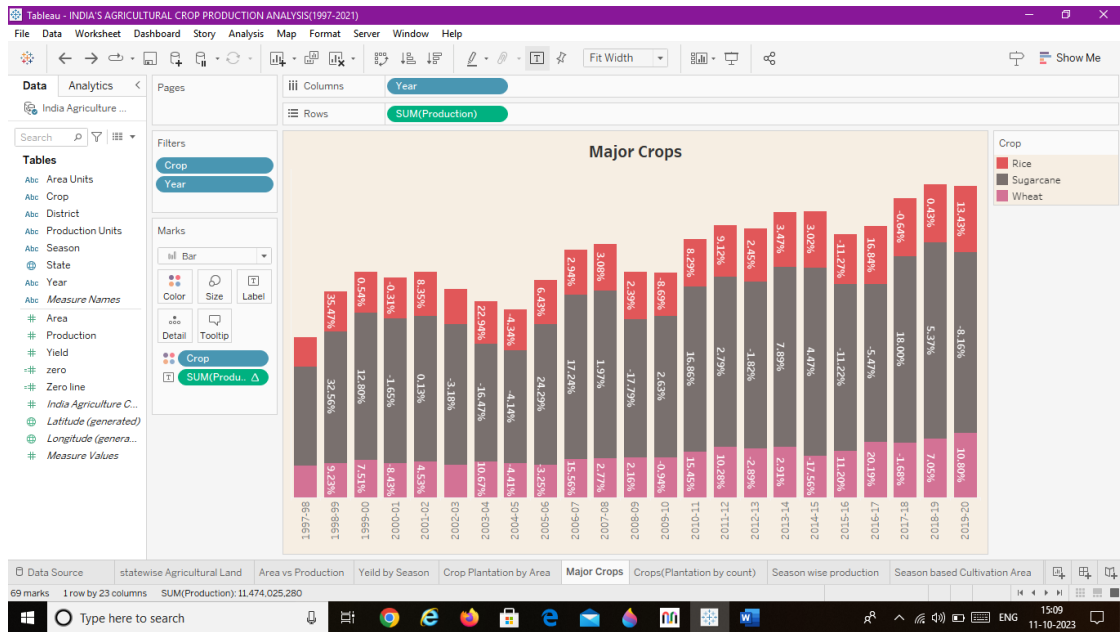 Tableau - INDIA'S AGRICULTURAL CROP PRODUCTION ANALYSIS(1997-2021)
File Data Worksheet Dashboard Story Analysis Map Format Server Window Help
Fit Width
Show Me
Data Analytics
India Agriculture ...
Search
Tables
Abc Area Units
Abc Crop
Abc District
Abc Production Units
Abc Season
State
Abc Year
Abc Measure Names
# Area
# Production
# Yield
=# zero
=# Zero line
# India Agriculture C...
Latitude (generated)
Longitude (genera...
# Measure Values
Pages
Filters
Crop
Year
Marks
Bar
Color Size Label
Detail Tooltip
Crop
SUM(Produ.. Δ
iii Columns Year
Rows SUM(Production)
Major Crops
35.47% 0.54% -0.31% 8.35% 22.94% -4.34% 6.43% 2.94% 3.08% 2.39% -8.69% 8.29% 9.12% 2.45% 3.47% 3.02% -11.27% 16.84% -0.64% 0.43% 13.43%
32.56% 12.80% -1.65% 0.13% -3.18% -16.47% -4.14% 24.29% 17.24% 1.97% -17.79% 2.63% 16.86% 2.79% -1.82% 7.89% 4.47% -11.22% -5.47% 18.00% 5.37% -8.16%
9.23% 7.51% -8.43% 4.53% 10.67% -4.41% -3.25% 15.56% 2.77% 2.16% -0.94% 15.45% 10.28% -2.89% 2.91% -17.56% 11.20% 20.19% -1.68% 7.05% 10.80%
1997-98 1998-99 1999-00 2000-01 2001-02 2002-03 2003-04 2004-05 2005-06 2006-07 2007-08 2008-09 2009-10 2010-11 2011-12 2012-13 2013-14 2014-15 2015-16 2016-17 2017-18 2018-19 2019-20
Crop
Rice
Sugarcane
Wheat
Data Source statewise Agricultural Land Area vs Production Yeild by Season Crop Plantation by Area Major Crops Crops(Plantation by count) Season wise production Season based Cultivation Area
69 marks 1 row by 23 columns SUM(Production): 11,474,025,280
Type here to search
ENG
15:09
11-10-2023